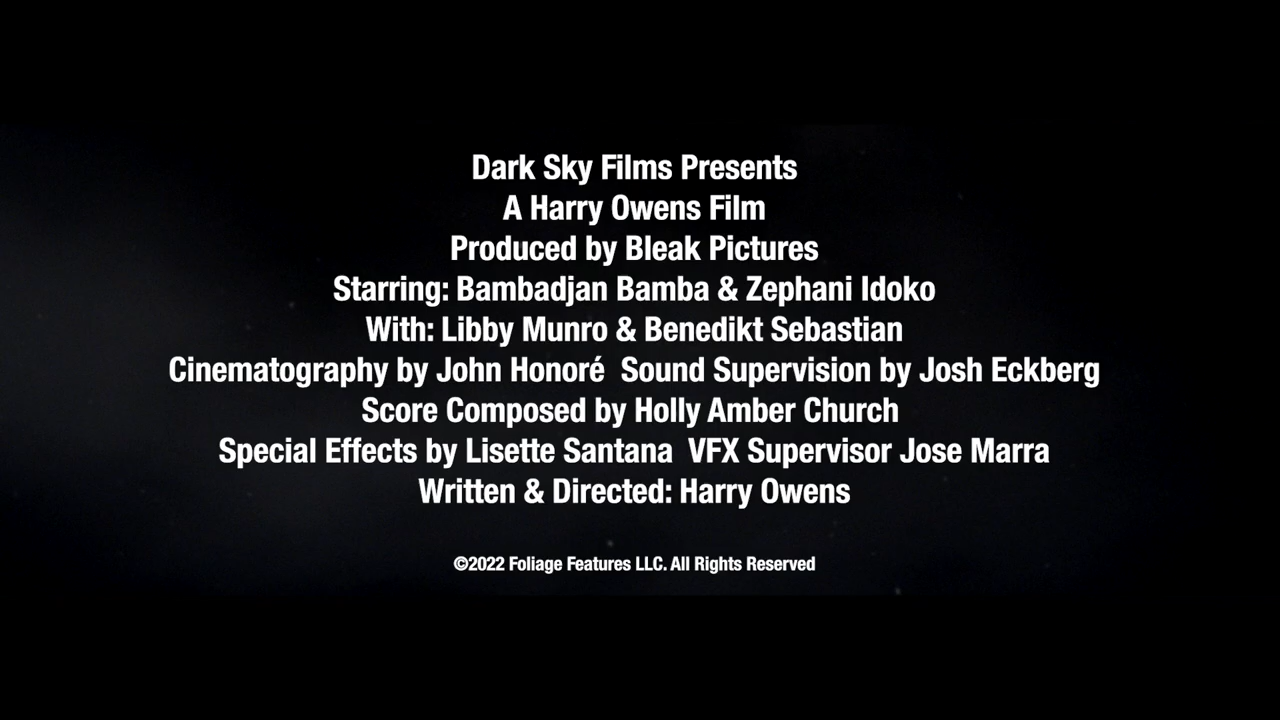 Dark Sky Films Presents
A Harry Owens Film
Produced by Bleak Pictures
Starring: Bambadjan Bamba & Zephani Idoko
With: Libby Munro & Benedikt Sebastian
Cinematography by John Honoré  Sound Supervision by Josh Eckberg
Score Composed by Holly Amber Church
Special Effects by Lisette Santana  VFX Supervisor Jose Marra
Written & Directed: Harry Owens
©2022 Foliage Features LLC. All Rights Reserved